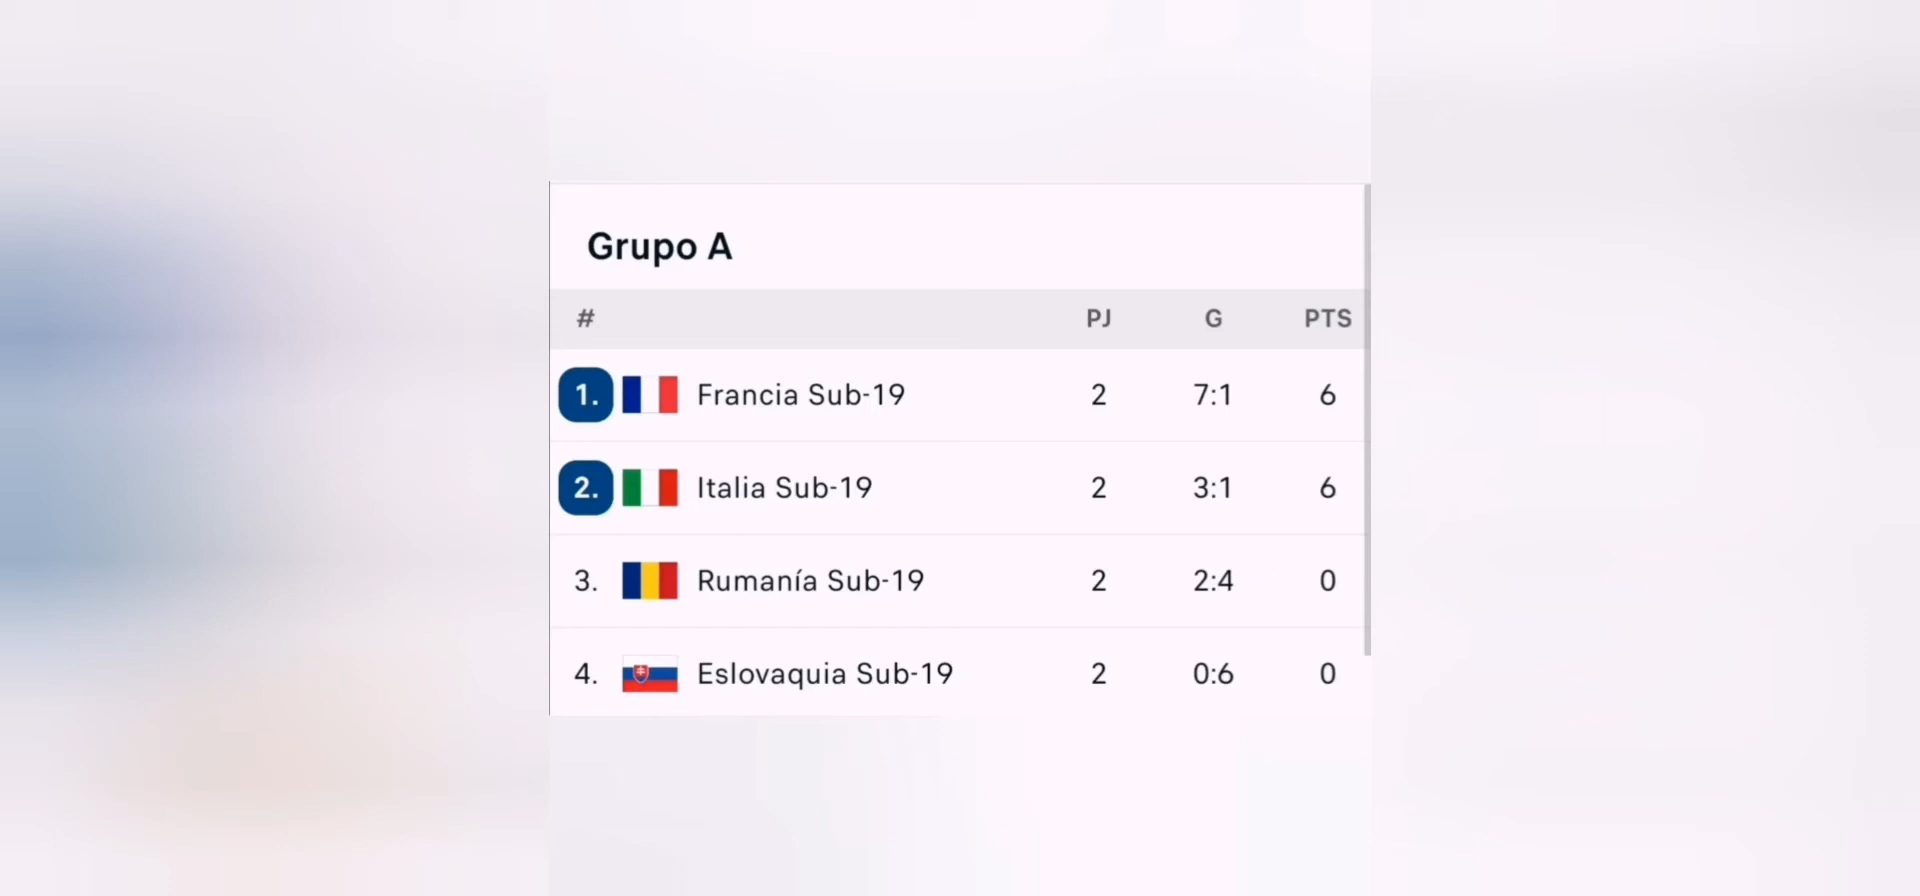 Grupo A
# PJ G PTS
1. Francia Sub-19 2 7:1 6
2. Italia Sub-19 2 3:1 6
3. Rumanía Sub-19 2 2:4 0
4. Eslovaquia Sub-19 2 0:6 0